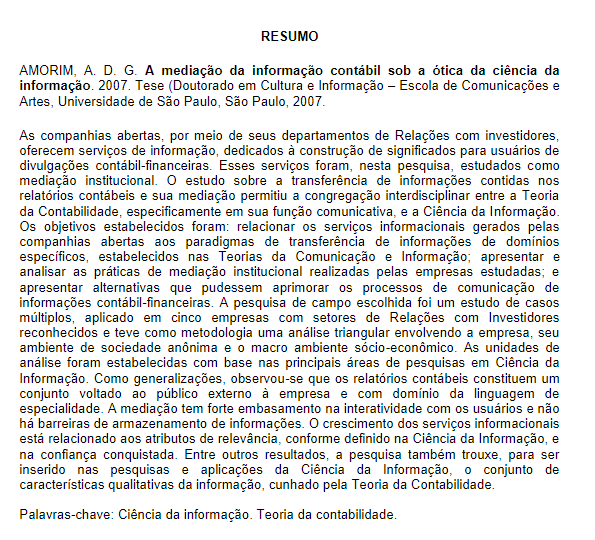 RESUMO
AMORIM, A. D. G. A mediação da informação contábil sob a ótica da ciência da
informação. 2007. Tese (Doutorado em Cultura e Informação – Escola de Comunicações e
Artes, Universidade de São Paulo, São Paulo, 2007.
As companhias abertas, por meio de seus departamentos de Relações com investidores,
oferecem serviços de informação, dedicados à construção de significados para usuários de
divulgações contábil-financeiras. Esses serviços foram, nesta pesquisa, estudados como
mediação institucional. O estudo sobre a transferência de informações contidas nos
relatórios contábeis e sua mediação permitiu a congregação interdisciplinar entre a Teoria
da Contabilidade, especificamente em sua função comunicativa, e a Ciência da Informação.
Os objetivos estabelecidos foram: relacionar os serviços informacionais gerados pelas
companhias abertas aos paradigmas de transferência de informações de domínios
específicos, estabelecidos nas Teorias da Comunicação e Informação; apresentar e
analisar as práticas de mediação institucional realizadas pelas empresas estudadas; e
apresentar alternativas que pudessem aprimorar os processos de comunicação de
informações contábil-financeiras. A pesquisa de campo escolhida foi um estudo de casos
múltiplos, aplicado em cinco empresas com setores de Relações com Investidores
reconhecidos e teve como metodologia uma análise triangular envolvendo a empresa, seu
ambiente de sociedade anônima e o macro ambiente sócio-econômico. As unidades de
análise foram estabelecidas com base nas principais áreas de pesquisas em Ciência da
Informação. Como generalizações, observou-se que os relatórios contábeis constituem um
conjunto voltado ao público externo à empresa e com domínio da linguagem de
especialidade. A mediação tem forte embasamento na interatividade com os usuários e não
há barreiras de armazenamento de informações. O crescimento dos serviços informacionais
está relacionado aos atributos de relevância, conforme definido na Ciência da Informação, e
na confiança conquistada. Entre outros resultados, a pesquisa também trouxe, para ser
inserido nas pesquisas e aplicações da Ciência da Informação, o conjunto de
características qualitativas da informação, cunhado pela Teoria da Contabilidade.
Palavras-chave: Ciência da informação. Teoria da contabilidade.